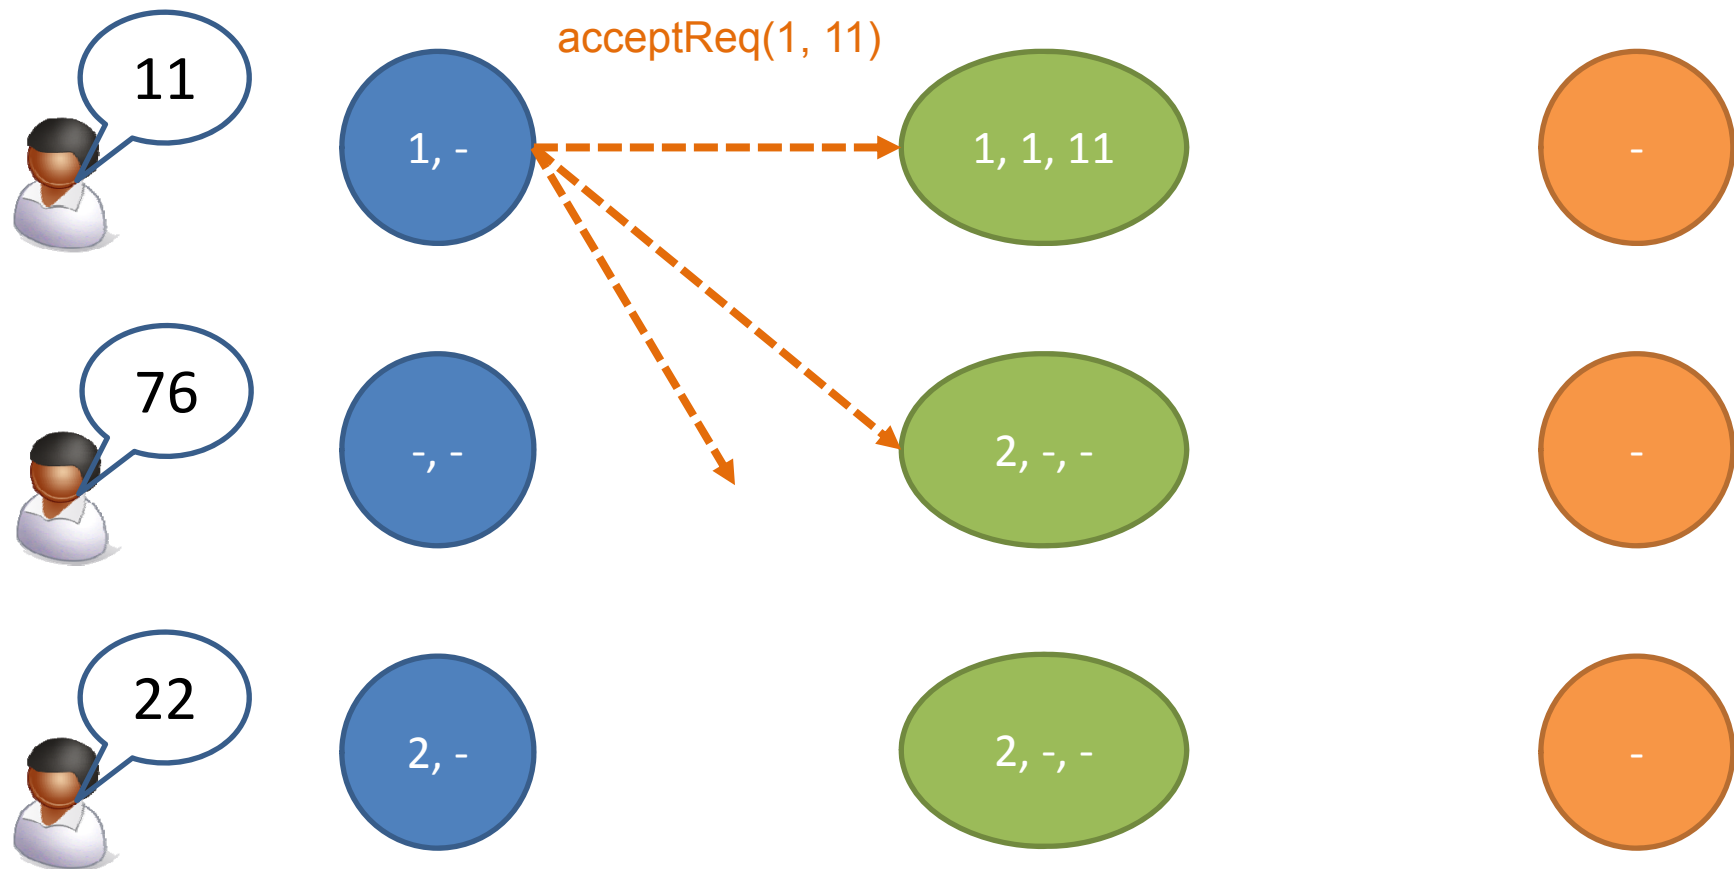 acceptReq(1, 11)
11
1, -
1, 1, 11
-
76
-, -
2, -, -
-
22
2, -
2, -, -
-